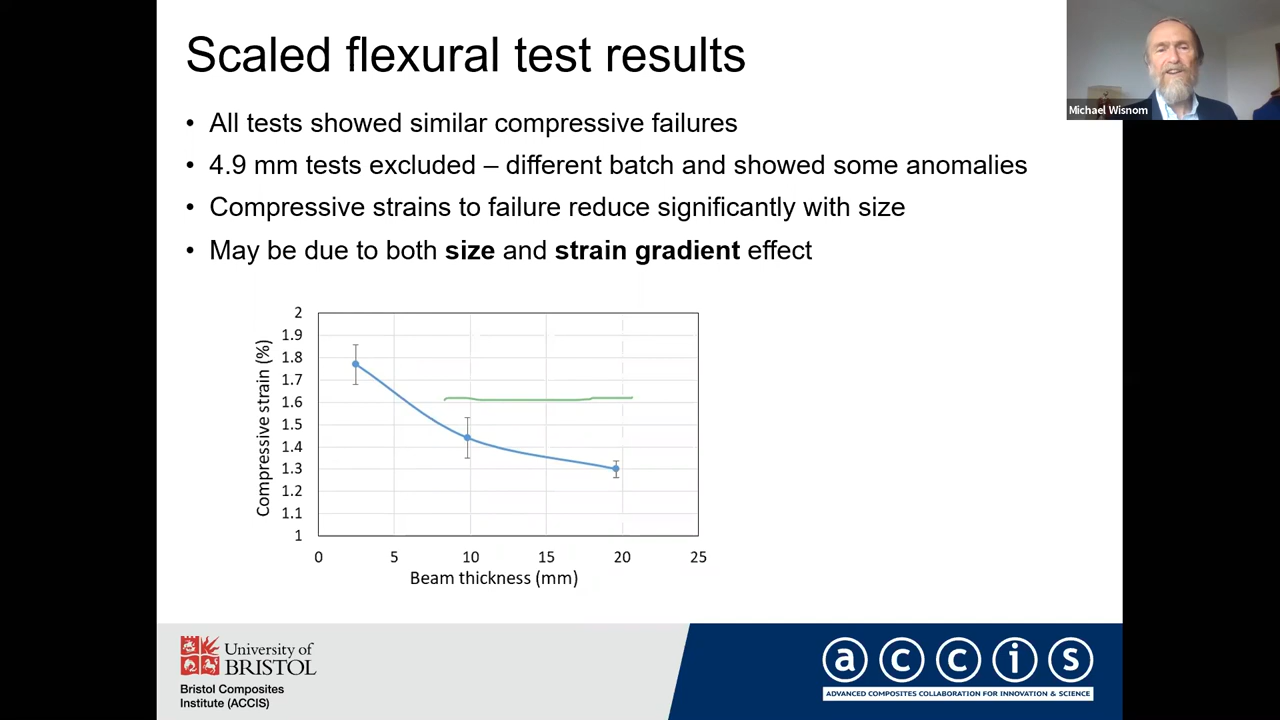 Scaled flexural test results
• All tests showed similar compressive failures
• 4.9 mm tests excluded – different batch and showed some anomalies
• Compressive strains to failure reduce significantly with size
• May be due to both size and strain gradient effect
Michael Wisnom
2
1.9
1.8
1.7
1.6
1.5
1.4
1.3
1.2
1.1
1
Compressive strain (%)
0 5 10 15 20 25
Beam thickness (mm)
University of
BRISTOL
Bristol Composites
Institute (ACCIS)
accis
ADVANCED COMPOSITES COLLABORATION FOR INNOVATION & SCIENCE